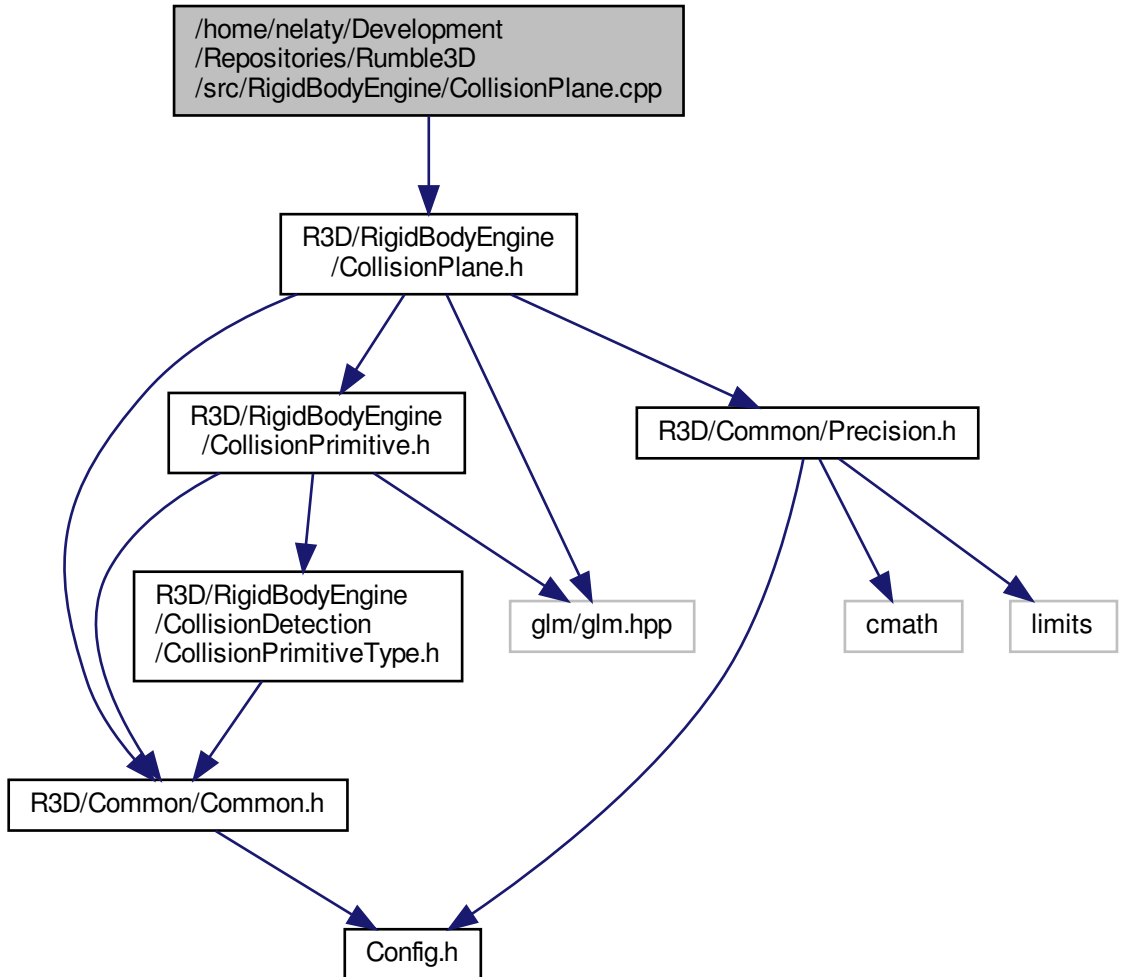 /home/nelaty/Development
/Repositories/Rumble3D
/src/RigidBodyEngine/CollisionPlane.cpp
R3D/RigidBodyEngine
/CollisionPlane.h
R3D/RigidBodyEngine
/CollisionPrimitive.h
R3D/Common/Precision.h
R3D/RigidBodyEngine
/CollisionDetection
/CollisionPrimitiveType.h
glm/glm.hpp
cmath
limits
R3D/Common/Common.h
Config.h